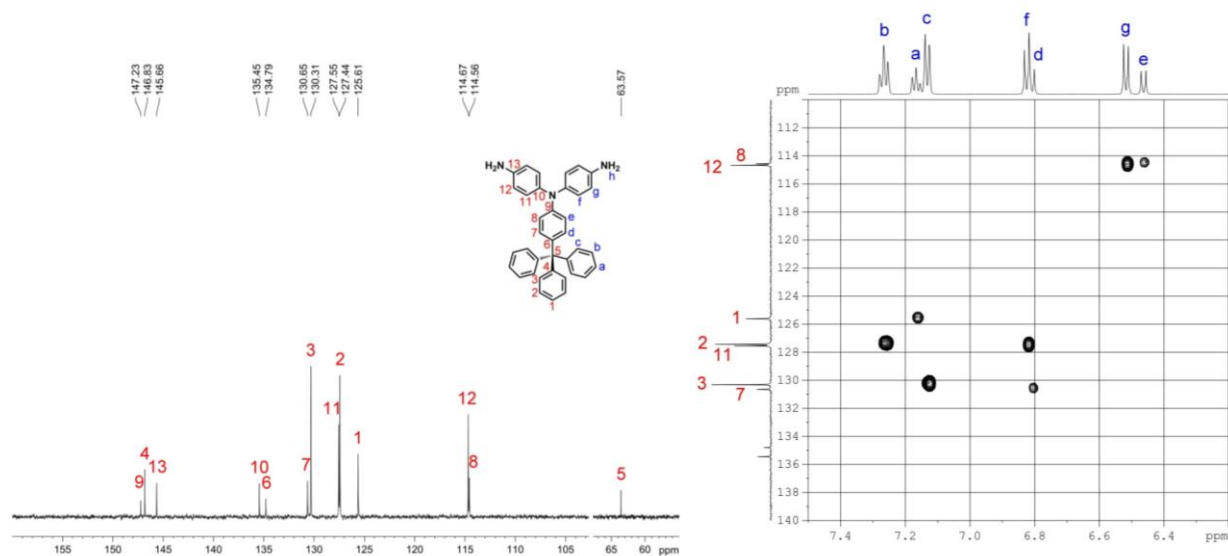 147.23
146.83
145.66
135.45
134.79
130.65
130.31
127.55
127.44
125.61
114.67
114.56
63.57
H₂N 13 NH₂
h
12 10 N g
11 9 f
8 e
7 d
6 c
5 b
4 a
3
2
1
3
2
11
12
4
1
7
8
9 13
10
6
5
155 150 145 140 135 130 125 120 115 110 105 65 60 ppm
c
f
b
g
a
d
e
ppm
8
12
1
2
11
3
7
112
114
116
118
120
122
124
126
128
130
132
134
136
138
140
7.4 7.2 7.0 6.8 6.6 6.4 ppm